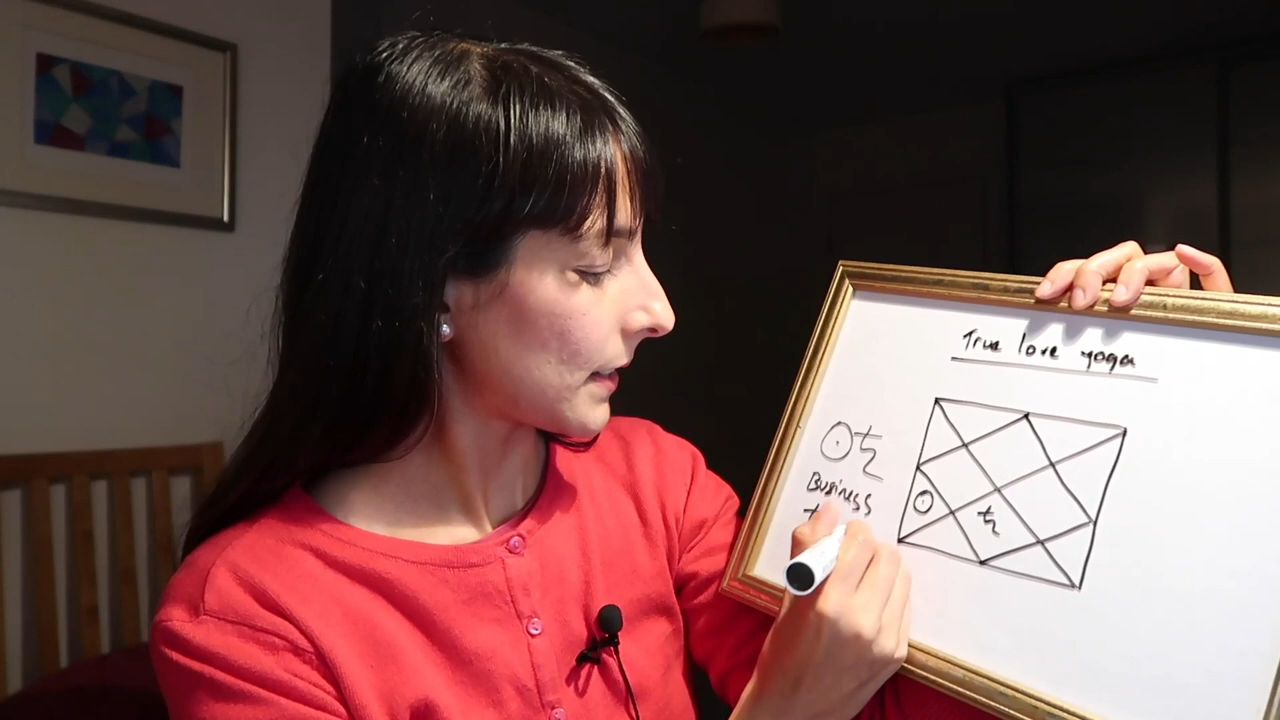 True love yoga
☉♄
Business
☉
♄